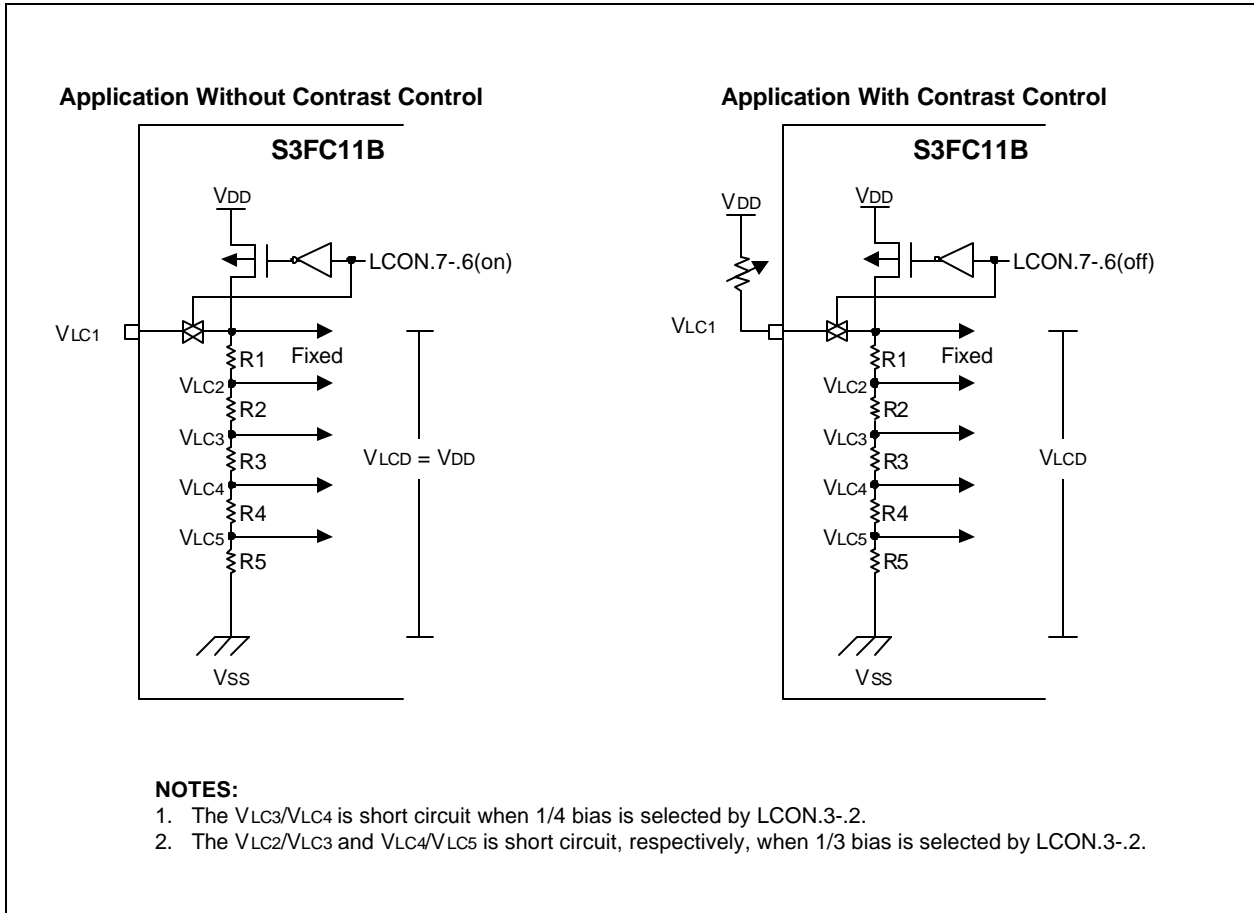 Application Without Contrast Control
S3FC11B
VDD
LCON.7-.6(on)
VLC1
Fixed
R1
VLC2
R2
VLC3
R3
VLCD = VDD
VLC4
R4
VLC5
R5
VSS
Application With Contrast Control
S3FC11B
VDD
VDD
LCON.7-.6(off)
VLC1
Fixed
R1
VLC2
R2
VLC3
R3
VLCD
VLC4
R4
VLC5
R5
VSS
NOTES:
1. The VLC3/VLC4 is short circuit when 1/4 bias is selected by LCON.3-.2.
2. The VLC2/VLC3 and VLC4/VLC5 is short circuit, respectively, when 1/3 bias is selected by LCON.3-.2.